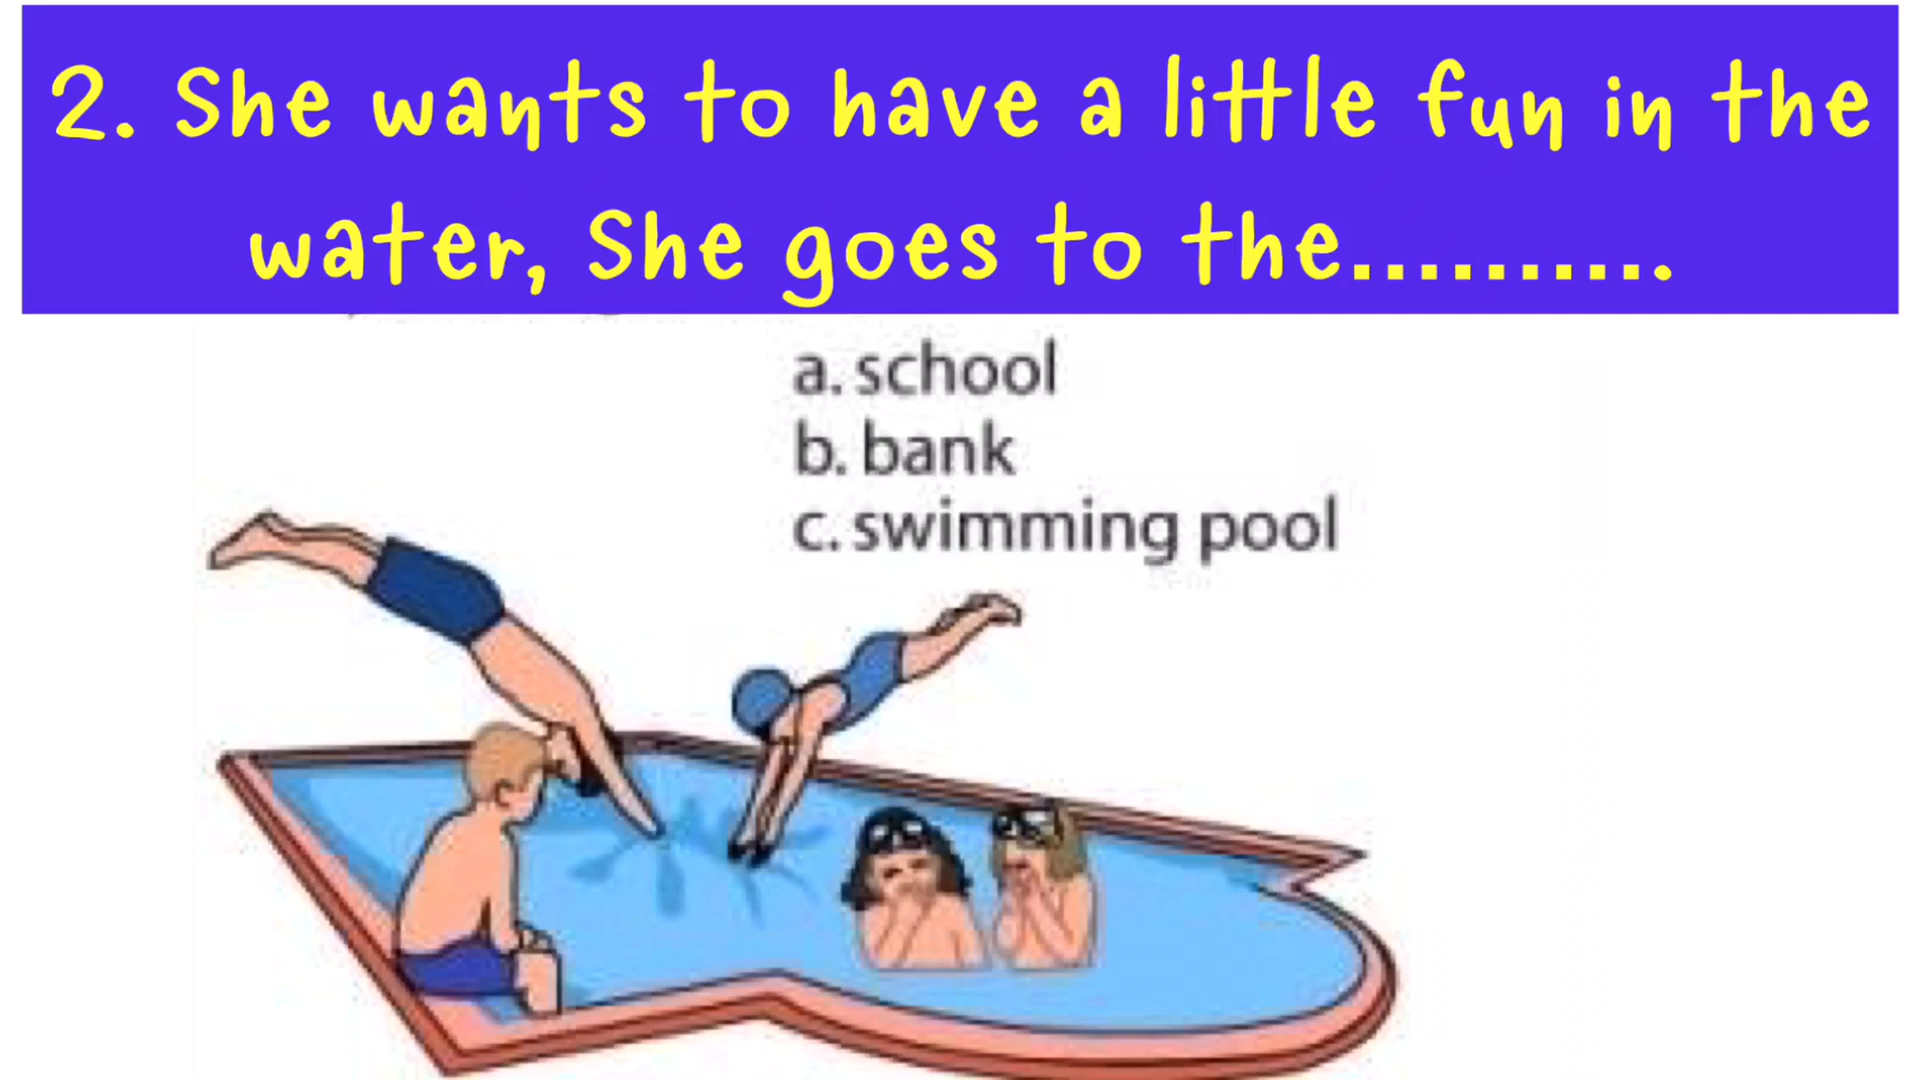 2. She wants to have a little fun in the
water, She goes to the..........
a. school
b. bank
c. swimming pool